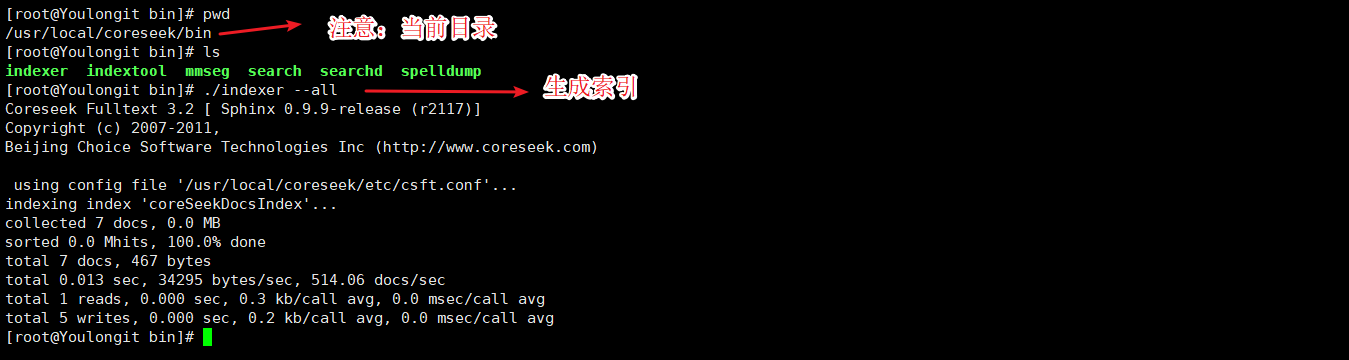 [root@Youlongit bin]# pwd
/usr/local/coreseek/bin
注意：当前目录
[root@Youlongit bin]# ls
indexer indextool mmseg search searchd spelldump
[root@Youlongit bin]# ./indexer --all
生成索引
Coreseek Fulltext 3.2 [ Sphinx 0.9.9-release (r2117)]
Copyright (c) 2007-2011,
Beijing Choice Software Technologies Inc (http://www.coreseek.com)
using config file '/usr/local/coreseek/etc/csft.conf'...
indexing index 'coreSeekDocsIndex'...
collected 7 docs, 0.0 MB
sorted 0.0 Mhits, 100.0% done
total 7 docs, 467 bytes
total 0.013 sec, 34295 bytes/sec, 514.06 docs/sec
total 1 reads, 0.000 sec, 0.3 kb/call avg, 0.0 msec/call avg
total 5 writes, 0.000 sec, 0.2 kb/call avg, 0.0 msec/call avg
[root@Youlongit bin]#